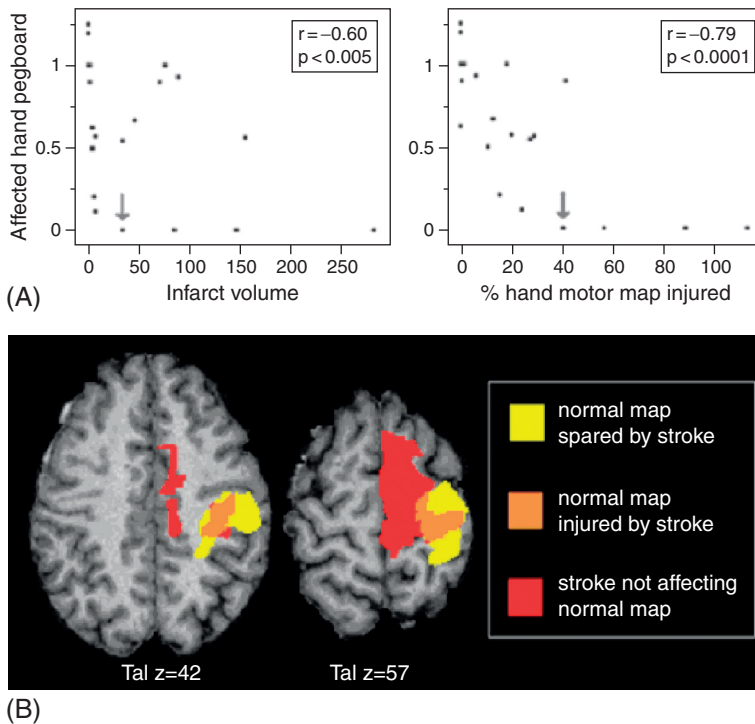 r=−0.60
p<0.005
r=−0.79
p<0.0001
Affected hand pegboard
1
0.5
0
1
0.5
0
0 50 100 150 200 250
0 20 40 60 80 100
Infarct volume
% hand motor map injured
(A)
normal map
spared by stroke
normal map
injured by stroke
stroke not affecting
normal map
Tal z=42
Tal z=57
(B)